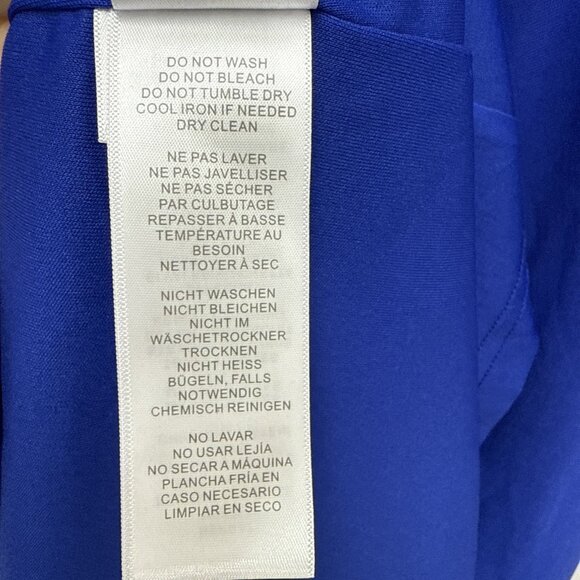 DO NOT WASH
DO NOT BLEACH
DO NOT TUMBLE DRY
COOL IRON IF NEEDED
DRY CLEAN
NE PAS LAVER
NE PAS JAVELLISER
NE PAS SÉCHER
PAR CULBUTAGE
REPASSER À BASSE
TEMPÉRATURE AU
BESOIN
NETTOYER À SEC
NICHT WASCHEN
NICHT BLEICHEN
NICHT IM
WÄSCHETROCKNER
TROCKNEN
NICHT HEISS
BÜGELN, FALLS
NOTWENDIG
CHEMISCH REINIGEN
NO LAVAR
NO USAR LEJÍA
NO SECAR A MÁQUINA
PLANCHA FRÍA EN
CASO NECESARIO
LIMPIAR EN SECO